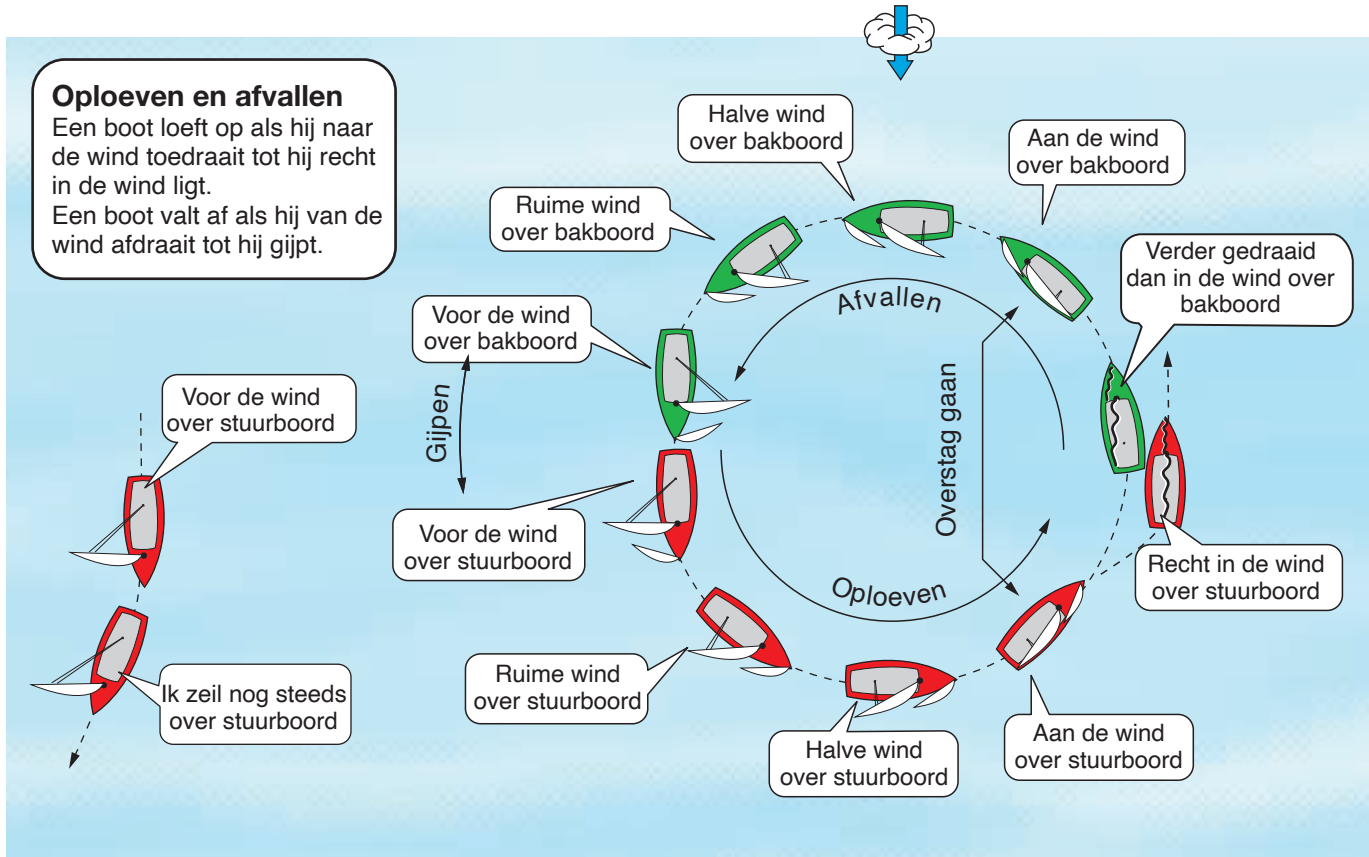 Oploeven en afvallen
Een boot loeft op als hij naar
de wind toedraait tot hij recht
in de wind ligt.
Een boot valt af als hij van de
wind afdraait tot hij gijpt.
Halve wind
over bakboord
Aan de wind
over bakboord
Ruime wind
over bakboord
Verder gedraaid
dan in de wind over
bakboord
Voor de wind
over bakboord
Afvallen
Gijpen
Overstag gaan
Voor de wind
over stuurboord
Voor de wind
over stuurboord
Oploeven
Recht in de wind
over stuurboord
Ik zeil nog steeds
over stuurboord
Ruime wind
over stuurboord
Halve wind
over stuurboord
Aan de wind
over stuurboord